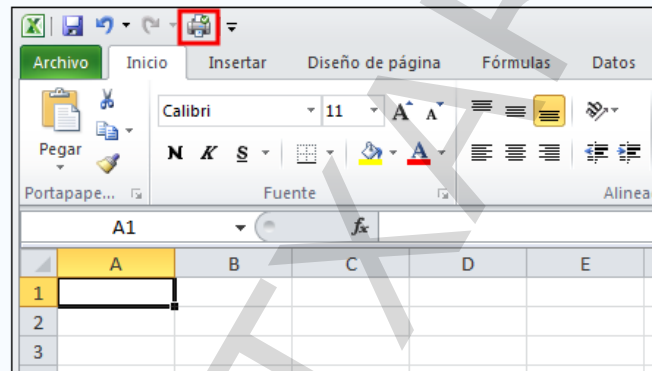 Archivo Inicio Insertar Diseño de página Fórmulas Datos
Calibri 11 A A
Pegar
N K S A
Portapape... Fuente Alinea
A1 fx
A B C D E
1
2
3